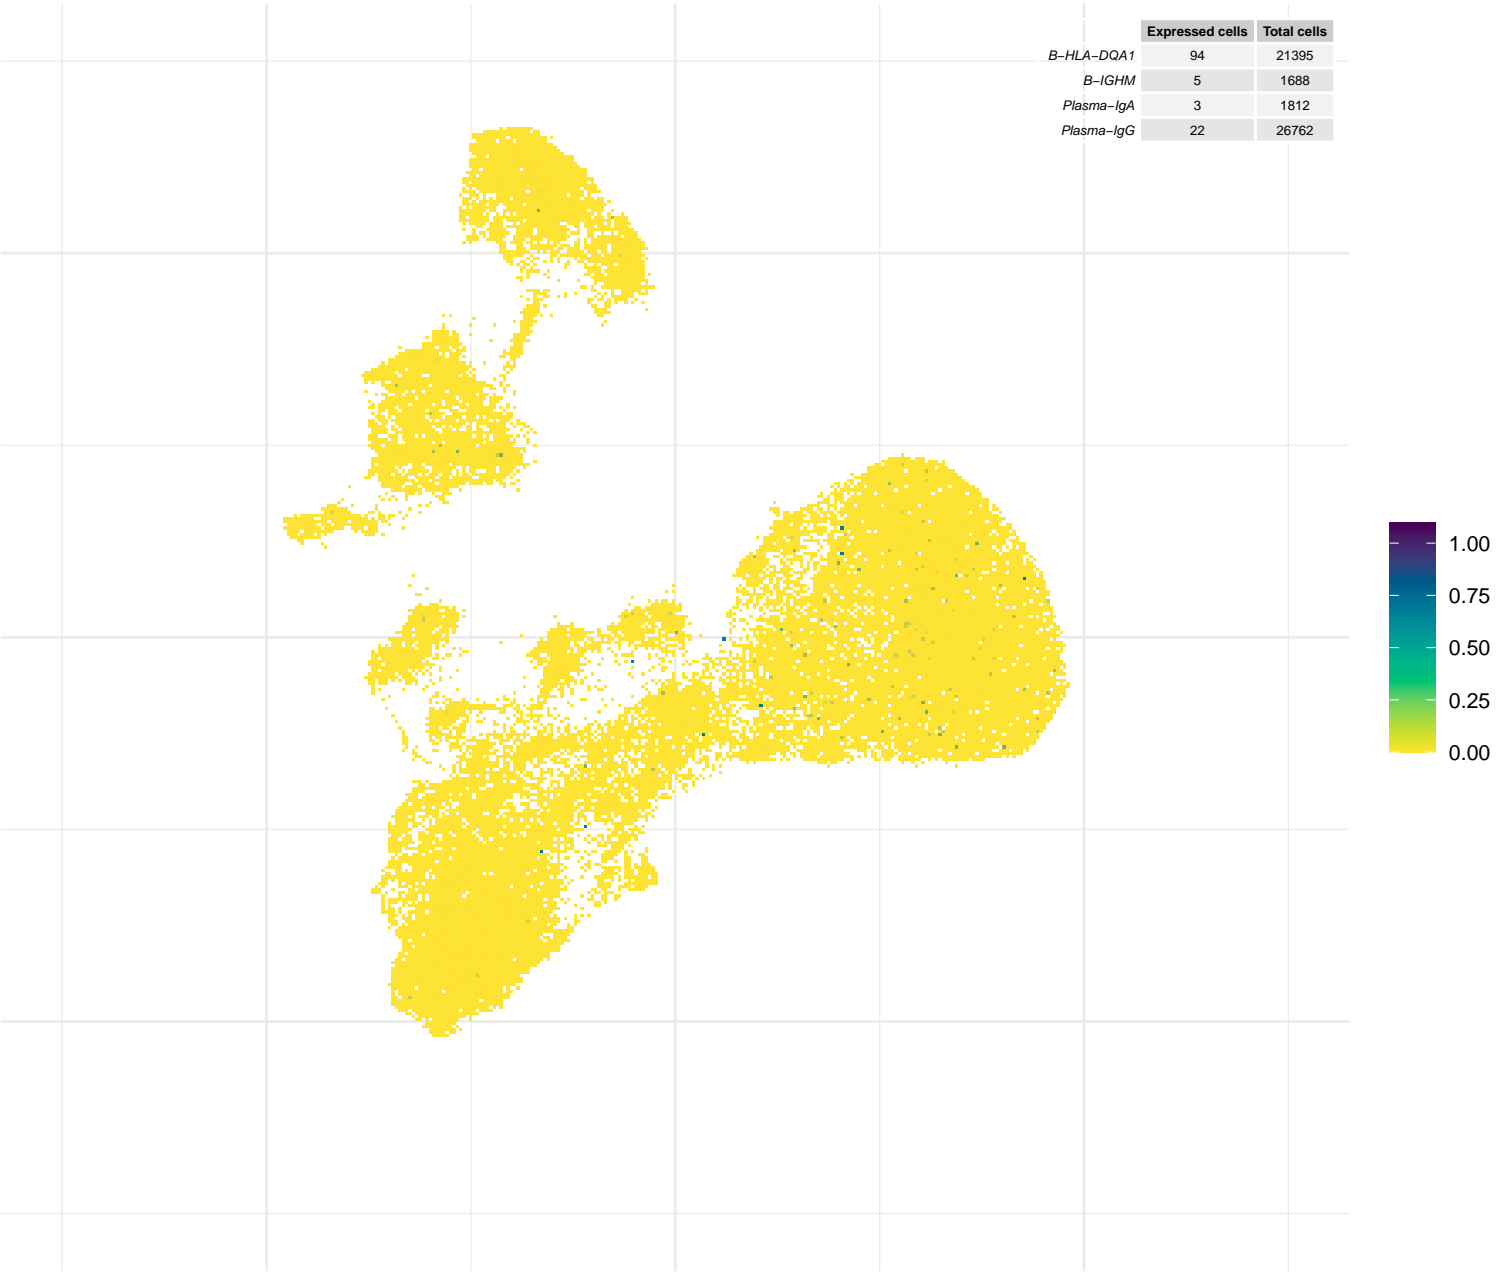 Expressed cells Total cells
B−HLA−DQA1 94 21395
B−IGHM 5 1688
Plasma−IgA 3 1812
Plasma−IgG 22 26762
1.00
0.75
0.50
0.25
0.00